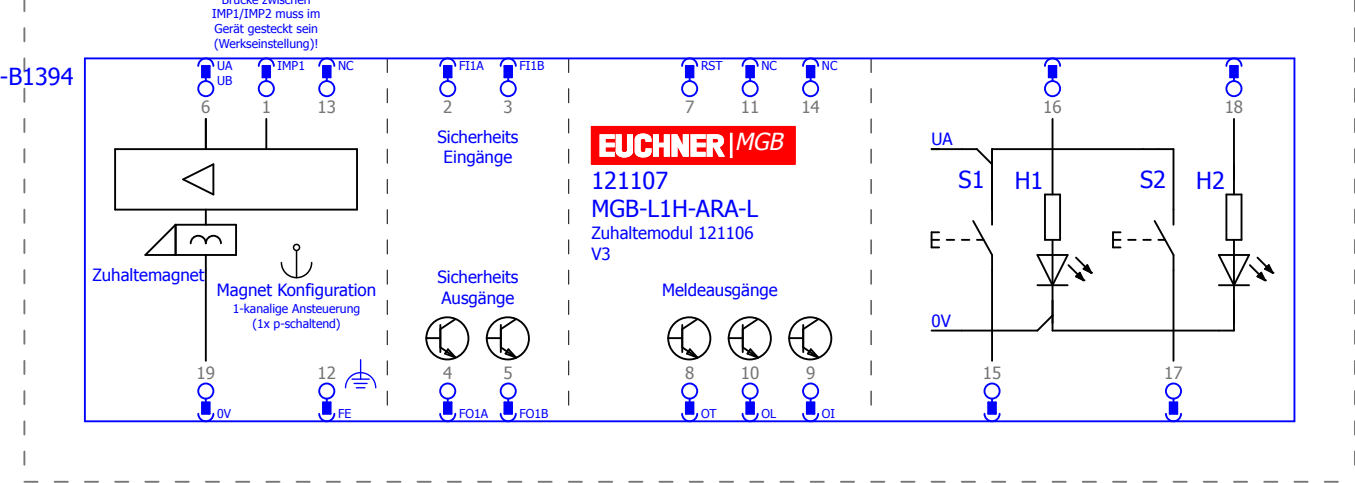 Brücke zwischen
IMP1/IMP2 muss im
Gerät gesteckt sein
(Werkseinstellung)!
-B1394
UA
UB
IMP1
NC
FI1A
FI1B
RST
NC
NC
6
1
13
2
3
7
11
14
16
18
Sicherheits
Eingänge
EUCHNER|MGB
121107
MGB-L1H-ARA-L
Zuhaltemodul 121106
V3
UA
S1
H1
S2
H2
Zuhaltemagnet
Magnet Konfiguration
1-kanalige Ansteuerung
(1x p-schaltend)
Sicherheits
Ausgänge
Meldeausgänge
0V
19
12
4
5
8
10
9
15
17
0V
FE
FO1A
FO1B
OT
OL
OI